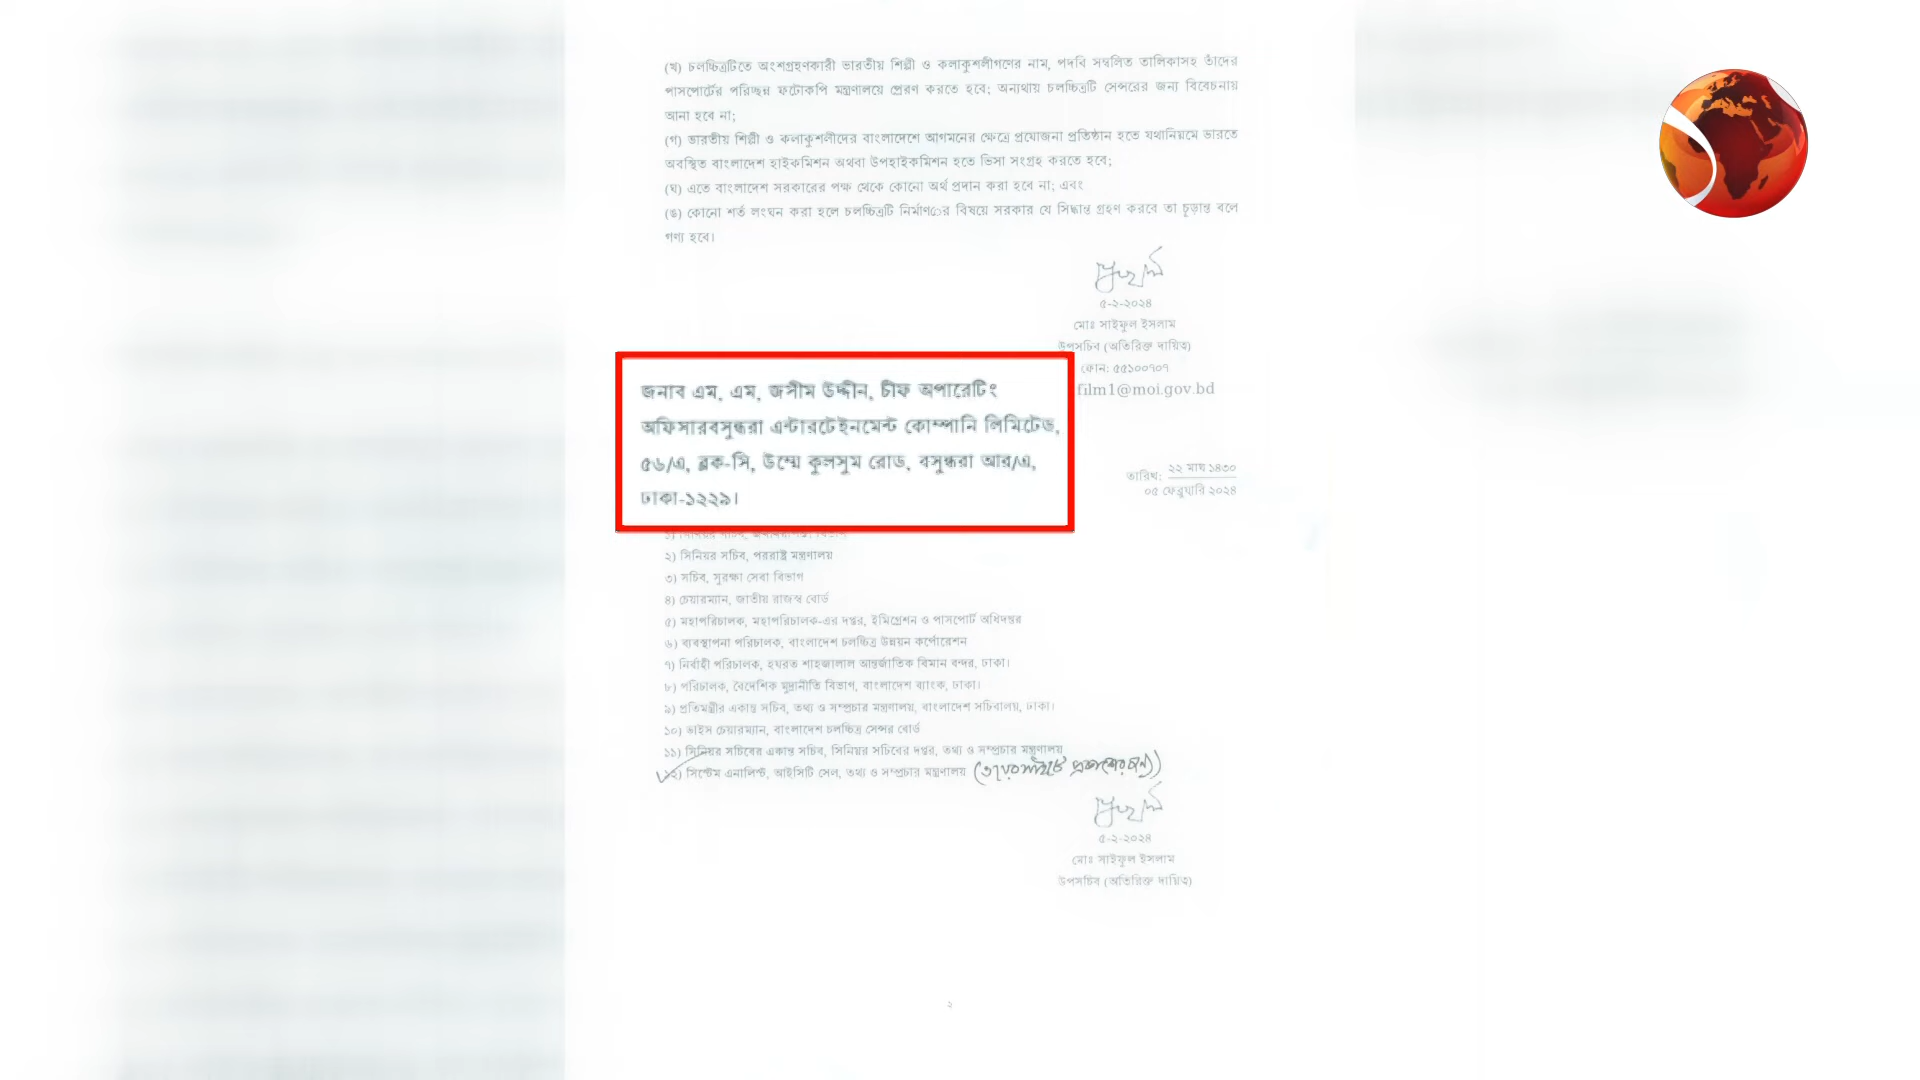 (খ) চলচ্চিত্রটিতে অংশগ্রহণকারী ভারতীয় শিল্পী ও কলাকুশলীগণের নাম, পদবি সম্বলিত তালিকাসহ তাঁদের
পাসপোর্টের পরিচ্ছন্ন ফটোকপি মন্ত্রণালয়ে প্রেরণ করতে হবে; অন্যথায় চলচ্চিত্রটি সেন্সরের জন্য বিবেচনায়
আনা হবে না;
(গ) ভারতীয় শিল্পী ও কলাকুশলীদের বাংলাদেশে আগমনের ক্ষেত্রে প্রযোজনা প্রতিষ্ঠান হতে যথানিয়মে ভারতে
অবস্থিত বাংলাদেশ হাইকমিশন অথবা উপহাইকমিশন হতে ভিসা সংগ্রহ করতে হবে;
(ঘ) এতে বাংলাদেশ সরকারের পক্ষ থেকে কোনো অর্থ প্রদান করা হবে না; এবং
(ঙ) কোনো শর্ত লংঘন করা হলে চলচ্চিত্রটি নির্মাণের বিষয়ে সরকার যে সিদ্ধান্ত গ্রহণ করবে তা চূড়ান্ত বলে
গণ্য হবে।
৫-২-২০২৪
মোঃ সাইফুল ইসলাম
উপসচিব (অতিরিক্ত দায়িত্ব)
ফোন: ৫৫১০০৭০৭
film1@moi.gov.bd
জনাব এম, এম, জসীম উদ্দীন, চীফ অপারেটিং
অফিসারবসুন্ধরা এন্টারটেইনমেন্ট কোম্পানি লিমিটেড,
৫৬/এ, ব্লক-সি, উম্মে কুলসুম রোড, বসুন্ধরা আর/এ,
ঢাকা-১২২৯।
তারিখ: ২২ মাঘ ১৪৩০
০৫ ফেব্রুয়ারি ২০২৪
২) সিনিয়র সচিব, পররাষ্ট্র মন্ত্রণালয়
৩) সচিব, সুরক্ষা সেবা বিভাগ
৪) চেয়ারম্যান, জাতীয় রাজস্ব বোর্ড
৫) মহাপরিচালক, মহাপরিচালক-এর দপ্তর, ইমিগ্রেশন ও পাসপোর্ট অধিদপ্তর
৬) ব্যবস্থাপনা পরিচালক, বাংলাদেশ চলচ্চিত্র উন্নয়ন কর্পোরেশন
৭) নির্বাহী পরিচালক, হযরত শাহজালাল আন্তর্জাতিক বিমান বন্দর, ঢাকা।
৮) পরিচালক, বৈদেশিক মুদ্রানীতি বিভাগ, বাংলাদেশ ব্যাংক, ঢাকা।
৯) প্রতিমন্ত্রীর একান্ত সচিব, তথ্য ও সম্প্রচার মন্ত্রণালয়, বাংলাদেশ সচিবালয়, ঢাকা।
১০) ভাইস চেয়ারম্যান, বাংলাদেশ চলচ্চিত্র সেন্সর বোর্ড
১১) সিনিয়র সচিবের একান্ত সচিব, সিনিয়র সচিবের দপ্তর, তথ্য ও সম্প্রচার মন্ত্রণালয়
১২) সিস্টেম এনালিস্ট, আইসিটি সেল, তথ্য ও সম্প্রচার মন্ত্রণালয় (ওয়েবসাইটে প্রকাশের জন্য)
৫-২-২০২৪
মোঃ সাইফুল ইসলাম
উপসচিব (অতিরিক্ত দায়িত্ব)
২